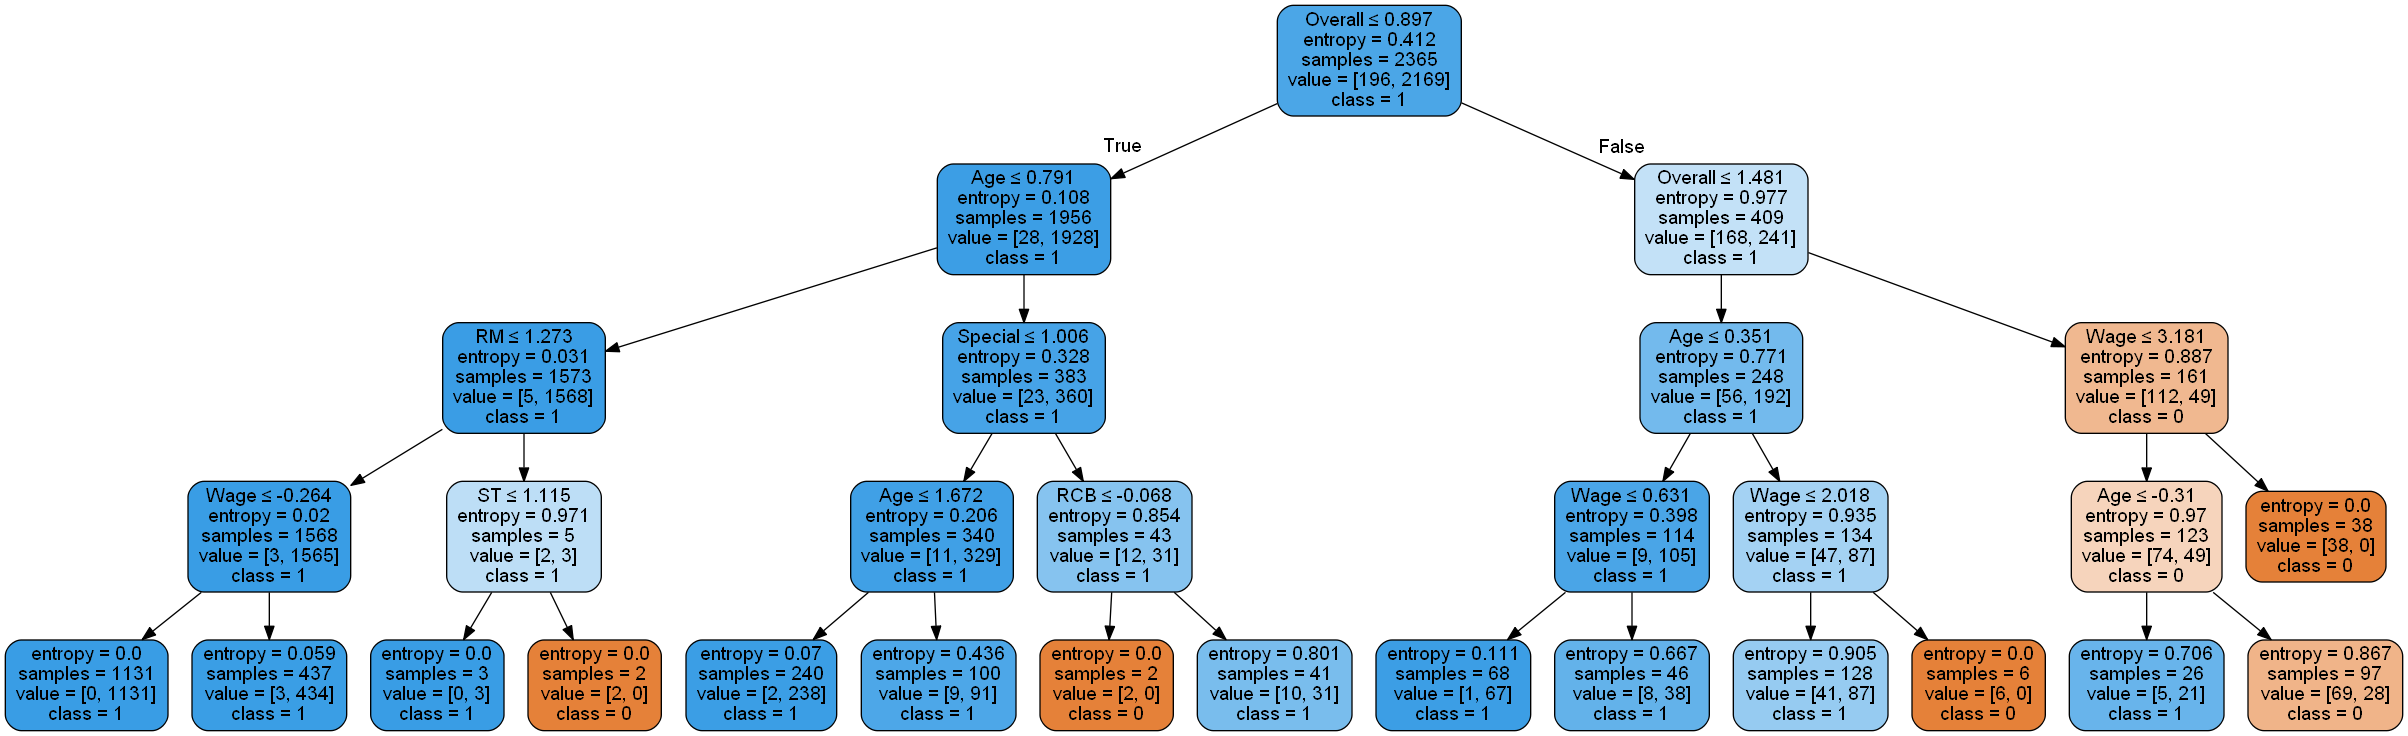 Overall ≤ 0.897
entropy = 0.412
samples = 2365
value = [196, 2169]
class = 1
True
False
Age ≤ 0.791
entropy = 0.108
samples = 1956
value = [28, 1928]
class = 1
Overall ≤ 1.481
entropy = 0.977
samples = 409
value = [168, 241]
class = 1
RM ≤ 1.273
entropy = 0.031
samples = 1573
value = [5, 1568]
class = 1
Special ≤ 1.006
entropy = 0.328
samples = 383
value = [23, 360]
class = 1
Age ≤ 0.351
entropy = 0.771
samples = 248
value = [56, 192]
class = 1
Wage ≤ 3.181
entropy = 0.887
samples = 161
value = [112, 49]
class = 0
Wage ≤ -0.264
entropy = 0.02
samples = 1568
value = [3, 1565]
class = 1
ST ≤ 1.115
entropy = 0.971
samples = 5
value = [2, 3]
class = 1
Age ≤ 1.672
entropy = 0.206
samples = 340
value = [11, 329]
class = 1
RCB ≤ -0.068
entropy = 0.854
samples = 43
value = [12, 31]
class = 1
Wage ≤ 0.631
entropy = 0.398
samples = 114
value = [9, 105]
class = 1
Wage ≤ 2.018
entropy = 0.935
samples = 134
value = [47, 87]
class = 1
Age ≤ -0.31
entropy = 0.97
samples = 123
value = [74, 49]
class = 0
entropy = 0.0
samples = 38
value = [38, 0]
class = 0
entropy = 0.0
samples = 1131
value = [0, 1131]
class = 1
entropy = 0.059
samples = 437
value = [3, 434]
class = 1
entropy = 0.0
samples = 3
value = [0, 3]
class = 1
entropy = 0.0
samples = 2
value = [2, 0]
class = 0
entropy = 0.07
samples = 240
value = [2, 238]
class = 1
entropy = 0.436
samples = 100
value = [9, 91]
class = 1
entropy = 0.0
samples = 2
value = [2, 0]
class = 0
entropy = 0.801
samples = 41
value = [10, 31]
class = 1
entropy = 0.111
samples = 68
value = [1, 67]
class = 1
entropy = 0.667
samples = 46
value = [8, 38]
class = 1
entropy = 0.905
samples = 128
value = [41, 87]
class = 1
entropy = 0.0
samples = 6
value = [6, 0]
class = 0
entropy = 0.706
samples = 26
value = [5, 21]
class = 1
entropy = 0.867
samples = 97
value = [69, 28]
class = 0